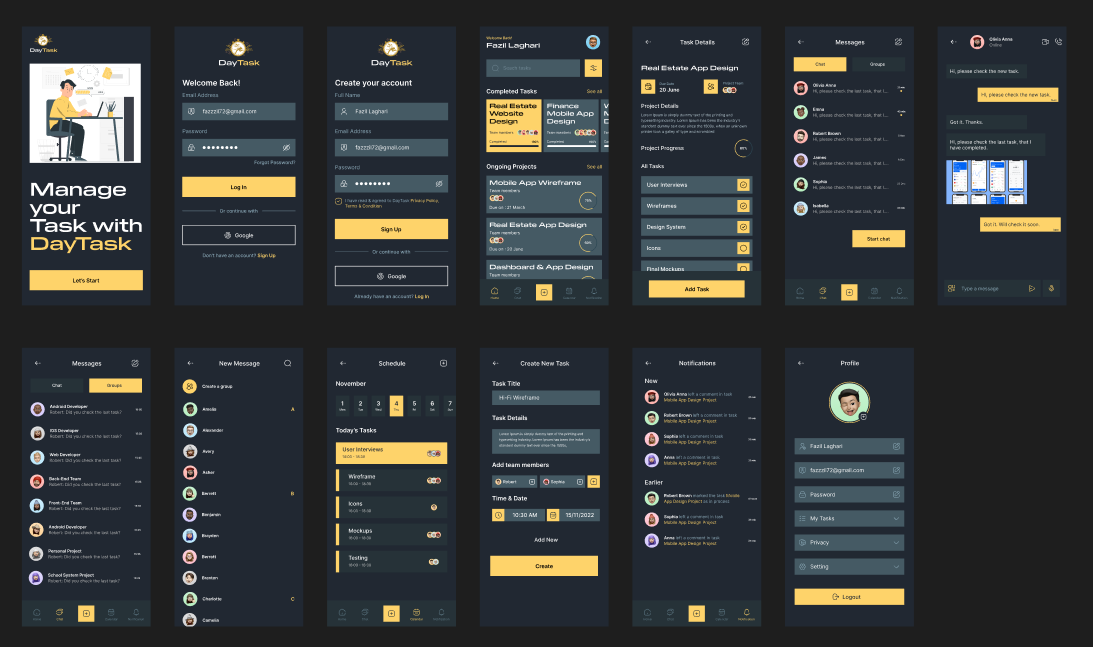 DayTask
Manage
your
Task with
DayTask
Let's Start
DayTask
Welcome Back!
Email Address
fazzzil72@gmail.com
Password
Forgot Password?
Log In
Or continue with
Google
Don't have an account? Sign Up
DayTask
Create your account
Full Name
Fazil Laghari
Email Address
fazzzil72@gmail.com
Password
I have read & agreed to DayTask Privacy Policy,
Terms & Condition
Sign Up
Or continue with
Google
Already have an account? Log In
Welcome Back!
Fazil Laghari
Search tasks
Completed Tasks
See all
Real Estate
Website
Design
Team members
Completed
100%
Finance
Mobile App
Design
Team members
Completed
100%
Ongoing Projects
See all
Mobile App Wireframe
Team members
Due on : 21 March
75%
Real Estate App Design
Team members
Due on : 20 June
60%
Dashboard & App Design
Team members
Home
Chat
Calendar
Notification
Task Details
Real Estate App Design
Due Date
20 June
Project Team
Project Details
Lorem Ipsum is simply dummy text of the printing and
typesetting industry. Lorem Ipsum has been the industry's
standard dummy text ever since the 1500s, when an unknown
printer took a galley of type and scrambled
Project Progress
60%
All Tasks
User Interviews
Wireframes
Design System
Icons
Final Mockups
Add Task
Messages
Chat
Groups
Olivia Anna
Hi, please check the last task, that I...
Emna
Hi, please check the last task, that I...
Robert Brown
Hi, please check the last task, that I...
James
Hi, please check the last task, that I...
Sophia
Hi, please check the last task, that I...
Isabella
Hi, please check the last task, that I...
Start chat
Home
Chat
Calendar
Notification
Olivia Anna
Online
Hi, please check the new task.
Hi, please check the new task.
Got it. Thanks.
Hi, please check the last task, that I
have completed.
Got it. Will check it soon.
Type a message
Messages
Chat
Groups
Android Developer
Robert: Did you check the last task?
iOS Developer
Robert: Did you check the last task?
Web Developer
Robert: Did you check the last task?
Back-End Team
Robert: Did you check the last task?
Front-End Team
Robert: Did you check the last task?
Android Developer
Robert: Did you check the last task?
Personal Project
Robert: Did you check the last task?
School System Project
Robert: Did you check the last task?
Home
Chat
Calendar
Notification
New Message
Create a group
Amelia
A
Alexander
Avery
Asher
Berrett
B
Benjamin
Brayden
Berrett
Braxton
Charlotte
C
Camelia
Schedule
November
1 2 3 4 5 6 7
Mon Tue Wed Thu Fri Sat Sun
Today's Tasks
User Interviews
16:00 - 18:30
Wireframe
16:00 - 18:30
Icons
16:00 - 18:30
Mockups
16:00 - 18:30
Testing
16:00 - 18:30
Home
Chat
Calendar
Notification
Create New Task
Task Title
Hi-Fi Wireframe
Task Details
Lorem Ipsum is simply dummy text of the printing and
typesetting industry. Lorem Ipsum has been the industry's
standard dummy text ever since the 1500s.
Add team members
Robert
Sophia
Time & Date
10:30 AM
15/11/2022
Add New
Create
Notifications
New
Olivia Anna left a comment in task
Mobile App Design Project
Robert Brown left a comment in task
Mobile App Design Project
Sophia left a comment in task
Mobile App Design Project
Anna left a comment in task
Mobile App Design Project
Earlier
Robert Brown marked the task Mobile
App Design Project as in process
Sophia left a comment in task
Mobile App Design Project
Anna left a comment in task
Mobile App Design Project
Home
Chat
Calendar
Notification
Profile
Fazil Laghari
fazzzil72@gmail.com
Password
My Tasks
Privacy
Setting
Logout